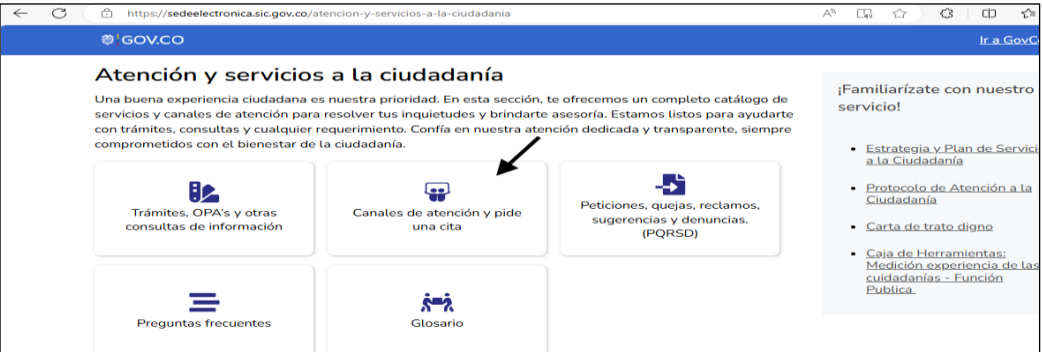 https://sedeelectronica.sic.gov.co/atencion-y-servicios-a-la-ciudadania
GOV.CO
Ir a GovC
Atención y servicios a la ciudadanía
Una buena experiencia ciudadana es nuestra prioridad. En esta sección, te ofrecemos un completo catálogo de
servicios y canales de atención para resolver tus inquietudes y brindarte asesoría. Estamos listos para ayudarte
con trámites, consultas y cualquier requerimiento. Confía en nuestra atención dedicada y transparente, siempre
comprometidos con el bienestar de la ciudadanía.
Trámites, OPA's y otras
consultas de información
Canales de atención y pide
una cita
Peticiones, quejas, reclamos,
sugerencias y denuncias.
(PQRSD)
Preguntas frecuentes
Glosario
¡Familiarízate con nuestro
servicio!
Estrategia y Plan de Servici
a la Ciudadanía
Protocolo de Atención a la
Ciudadanía
Carta de trato digno
Caja de Herramientas:
Medición experiencia de las
cuidadanías - Función
Publica